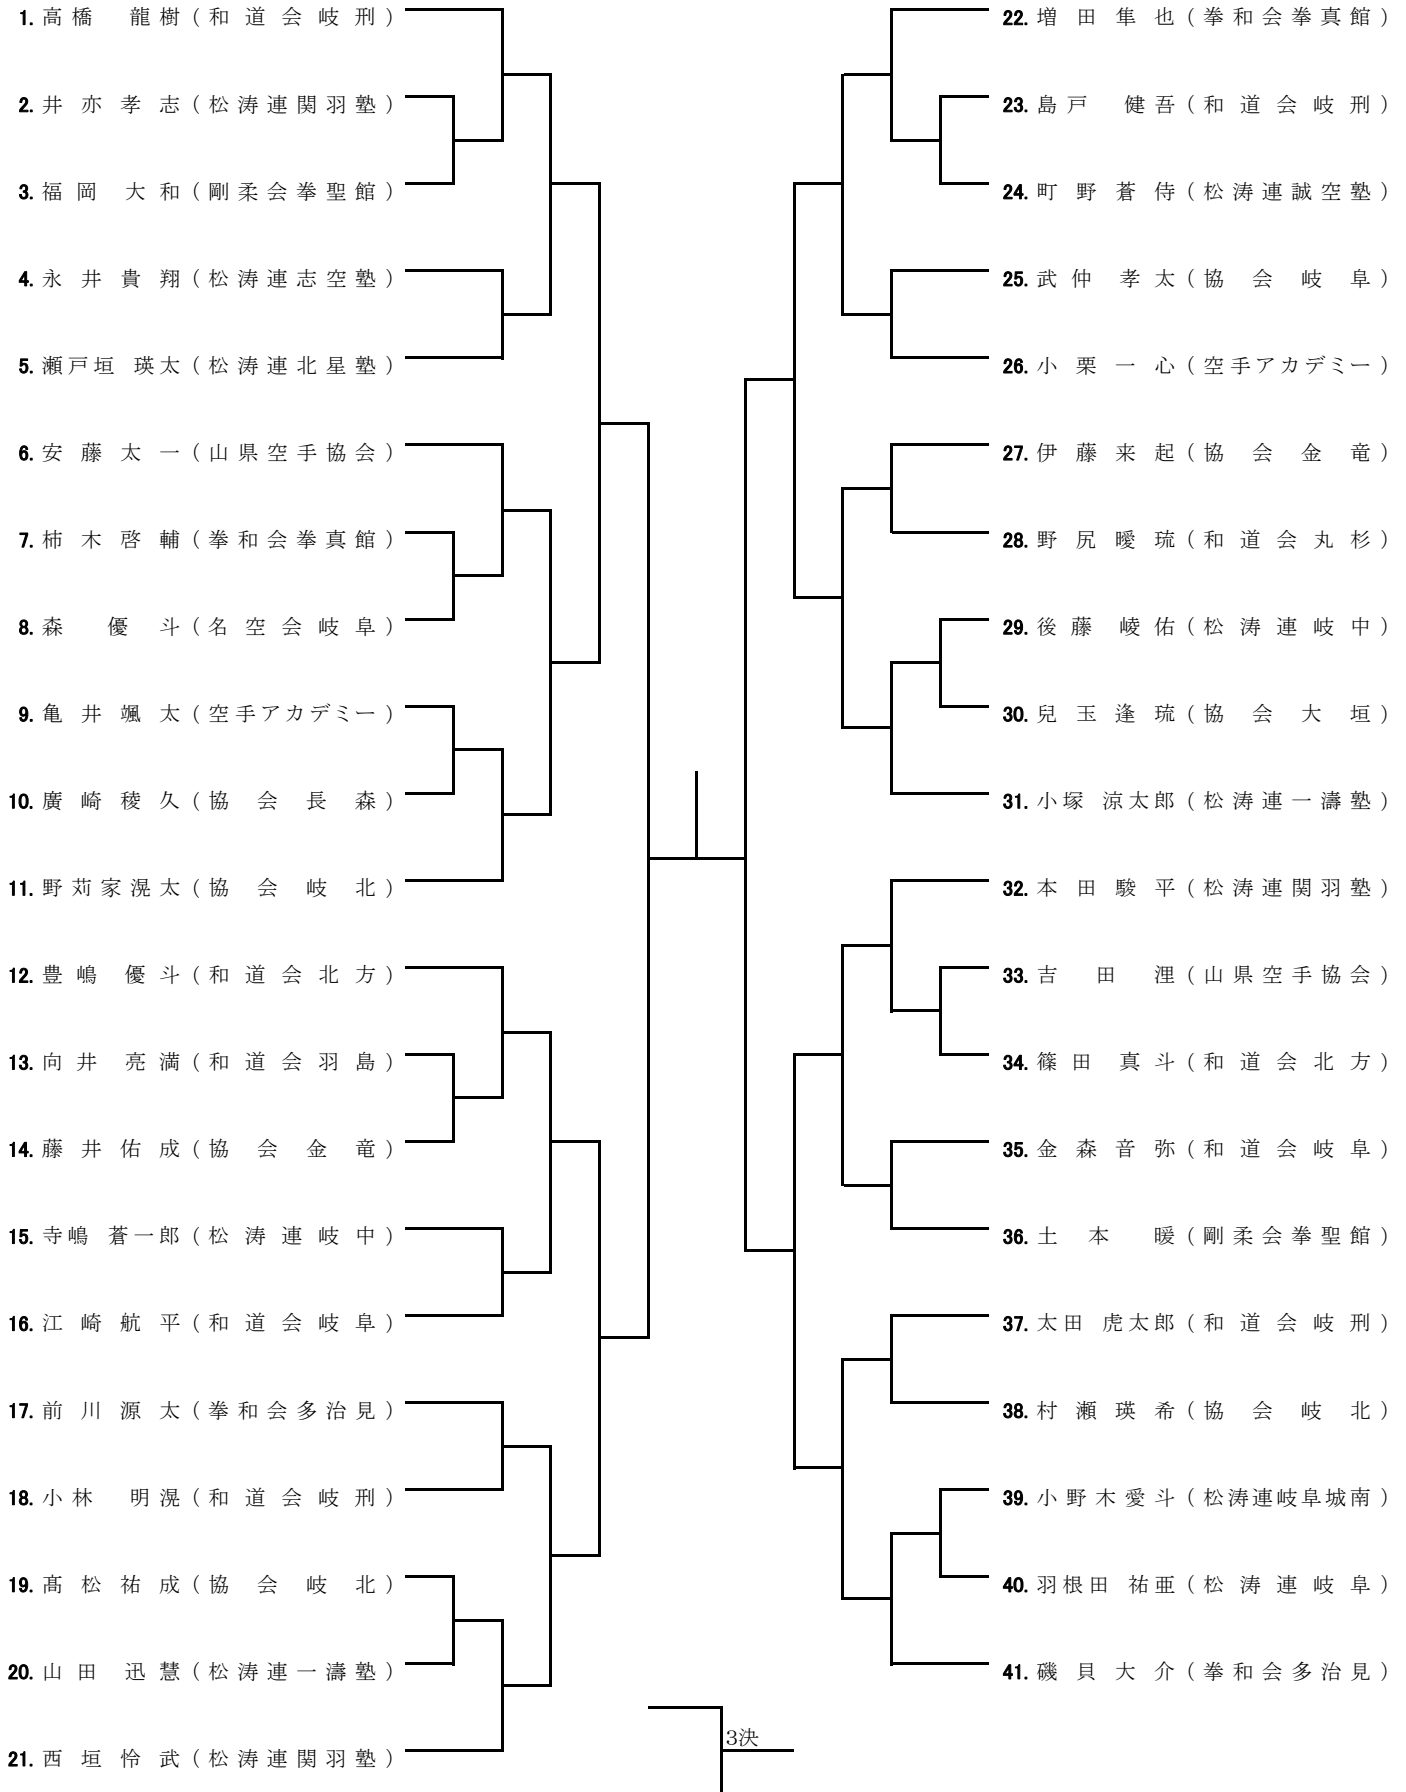 1. 高橋 龍樹(和道会岐刑)
2. 井亦孝志(松涛連関羽塾)
3. 福岡 大和(剛柔会拳聖館)
4. 永井貴翔(松涛連志空塾)
5. 瀬戸垣 瑛太(松涛連北星塾)
6. 安藤太一(山県空手協会)
7. 柿木啓輔(拳和会拳真館)
8. 森 優斗(名空会岐阜)
9. 亀井颯太(空手アカデミー)
10. 廣崎稜久(協会長森)
11. 野苅家滉太(協会岐北)
12. 豊嶋 優斗(和道会北方)
13. 向井 亮満(和道会羽島)
14. 藤井佑成(協会金竜)
15. 寺嶋 蒼一郎(松涛連岐中)
16. 江崎航平(和道会岐阜)
17. 前川源太(拳和会多治見)
18. 小林 明滉(和道会岐刑)
19. 髙松祐成(協会岐北)
20. 山田 迅慧(松涛連一濤塾)
21. 西垣怜武(松涛連関羽塾)
22. 増田隼也(拳和会拳真館)
23. 島戸 健吾(和道会岐刑)
24. 町野蒼侍(松涛連誠空塾)
25. 武仲 孝太(協会岐阜)
26. 小栗一心(空手アカデミー)
27. 伊藤来起(協会金竜)
28. 野尻曖琉(和道会丸杉)
29. 後藤 崚佑(松涛連岐中)
30. 兒玉逢琉(協会大垣)
31. 小塚 涼太郎(松涛連一濤塾)
32. 本田駿平(松涛連関羽塾)
33. 吉田 浬(山県空手協会)
34. 篠田 真斗(和道会北方)
35. 金森音弥(和道会岐阜)
36. 土本 暖(剛柔会拳聖館)
37. 太田 虎太郎(和道会岐刑)
38. 村瀬瑛希(協会岐北)
39. 小野木愛斗(松涛連岐阜城南)
40. 羽根田 祐亜(松涛連岐阜)
41. 磯貝大介(拳和会多治見)
3決